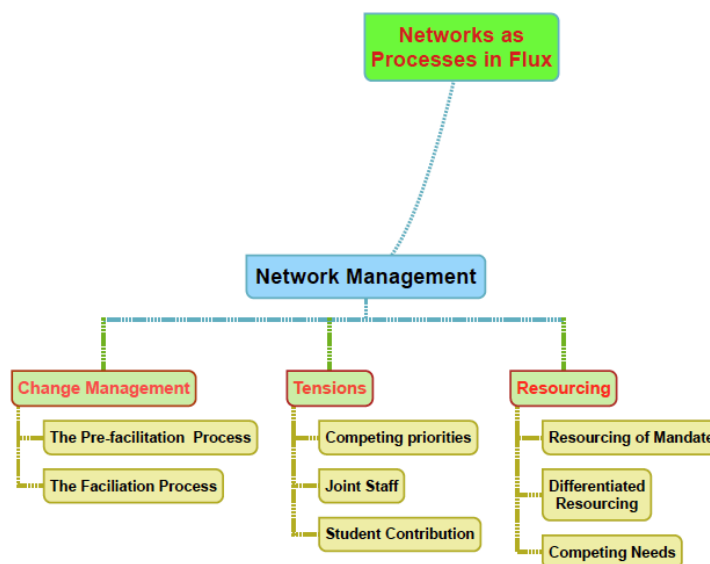 Networks as
Processes in Flux
Network Management
Change Management
The Pre-facilitation Process
The Faciliation Process
Tensions
Competing priorities
Joint Staff
Student Contribution
Resourcing
Resourcing of Mandate
Differentiated
Resourcing
Competing Needs